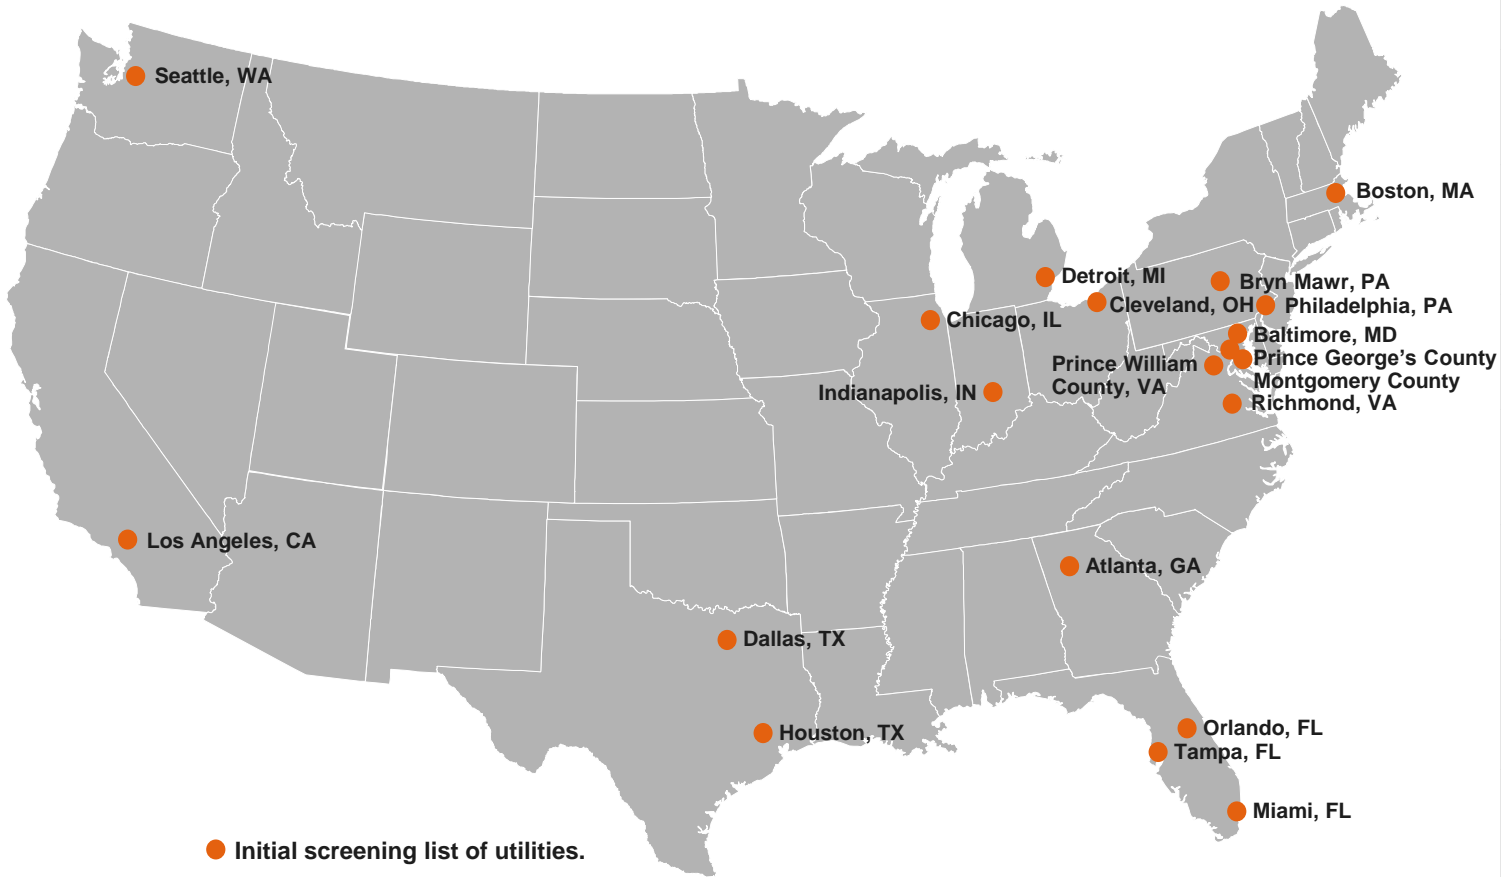 Seattle, WA
Boston, MA
Detroit, MI
Bryn Mawr, PA
Cleveland, OH
Philadelphia, PA
Chicago, IL
Baltimore, MD
Prince George’s County
Prince William
County, VA
Montgomery County
Indianapolis, IN
Richmond, VA
Los Angeles, CA
Atlanta, GA
Dallas, TX
Houston, TX
Orlando, FL
Tampa, FL
Miami, FL
Initial screening list of utilities.